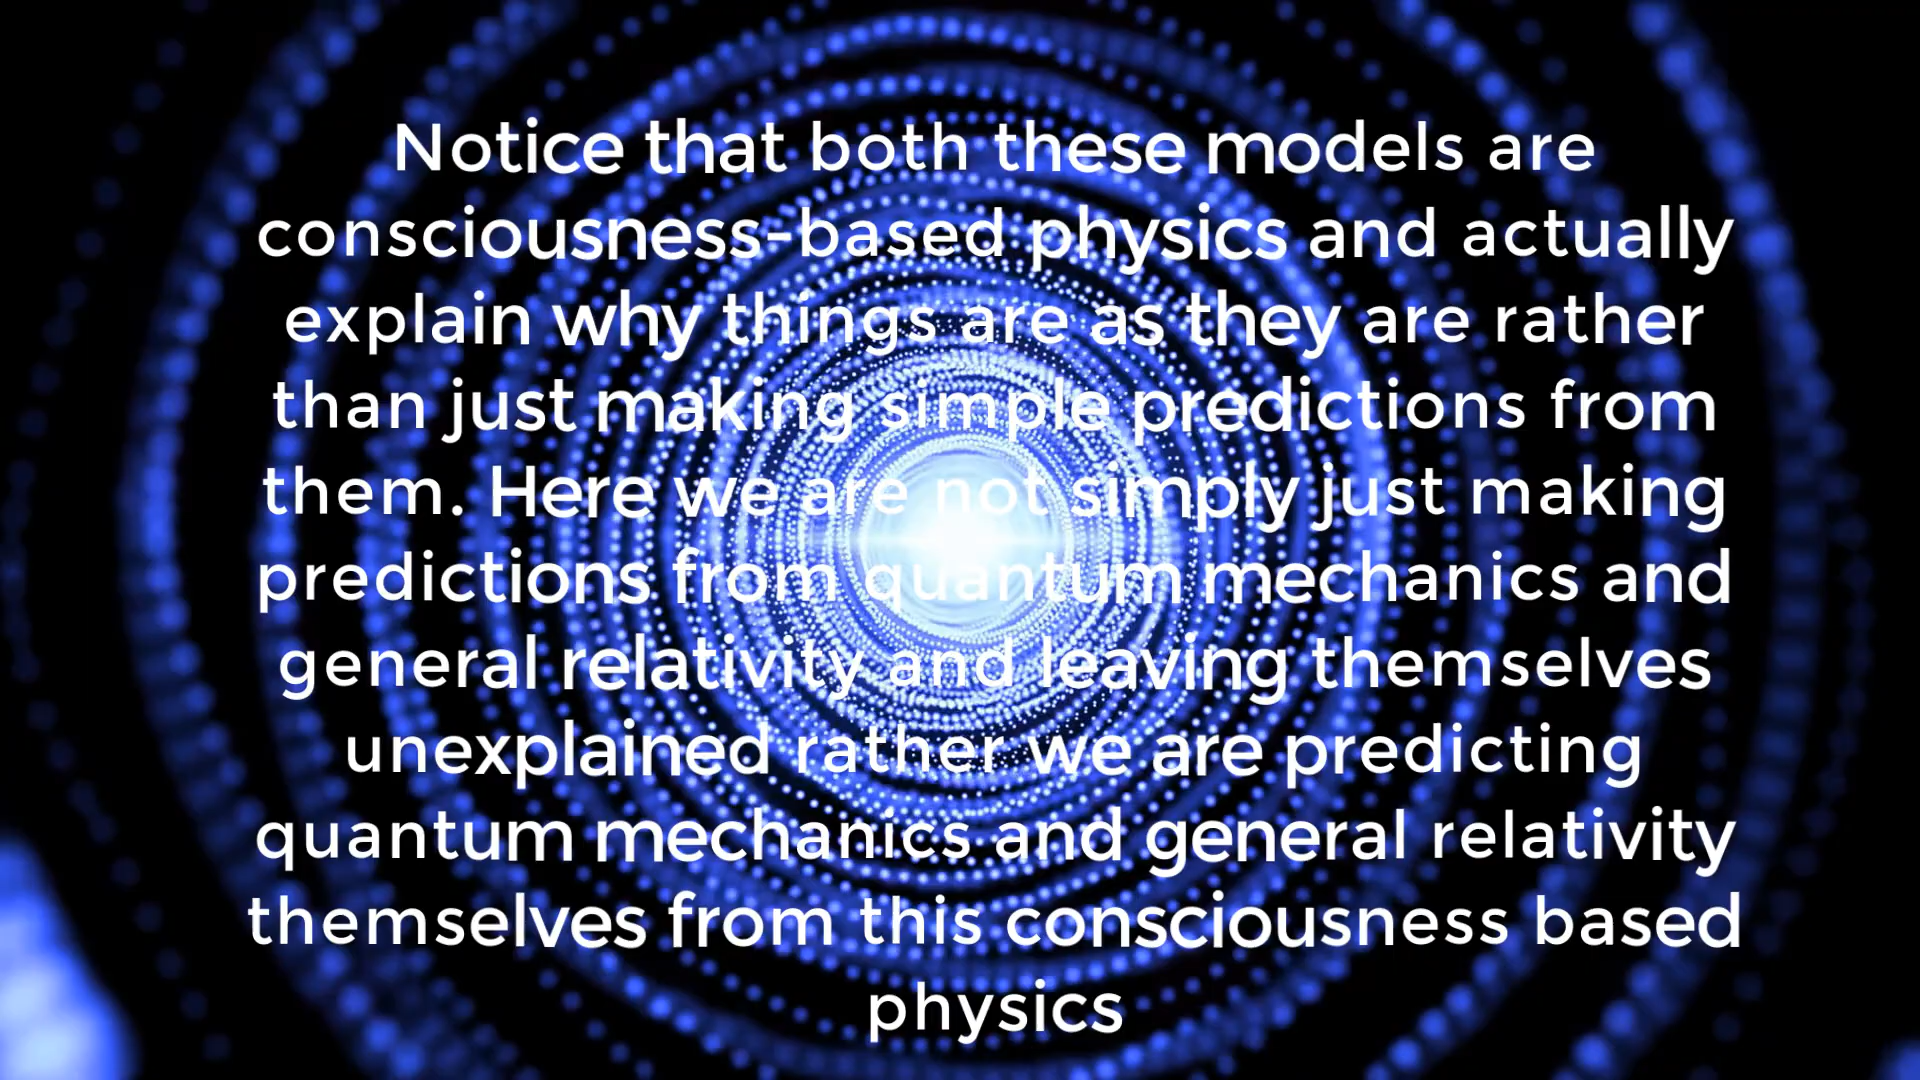 Notice that both these models are
consciousness-based physics and actually
explain why things are as they are rather
than just making simple predictions from
them. Here we are not simply just making
predictions from quantum mechanics and
general relativity and leaving themselves
unexplained rather we are predicting
quantum mechanics and general relativity
themselves from this consciousness based
physics